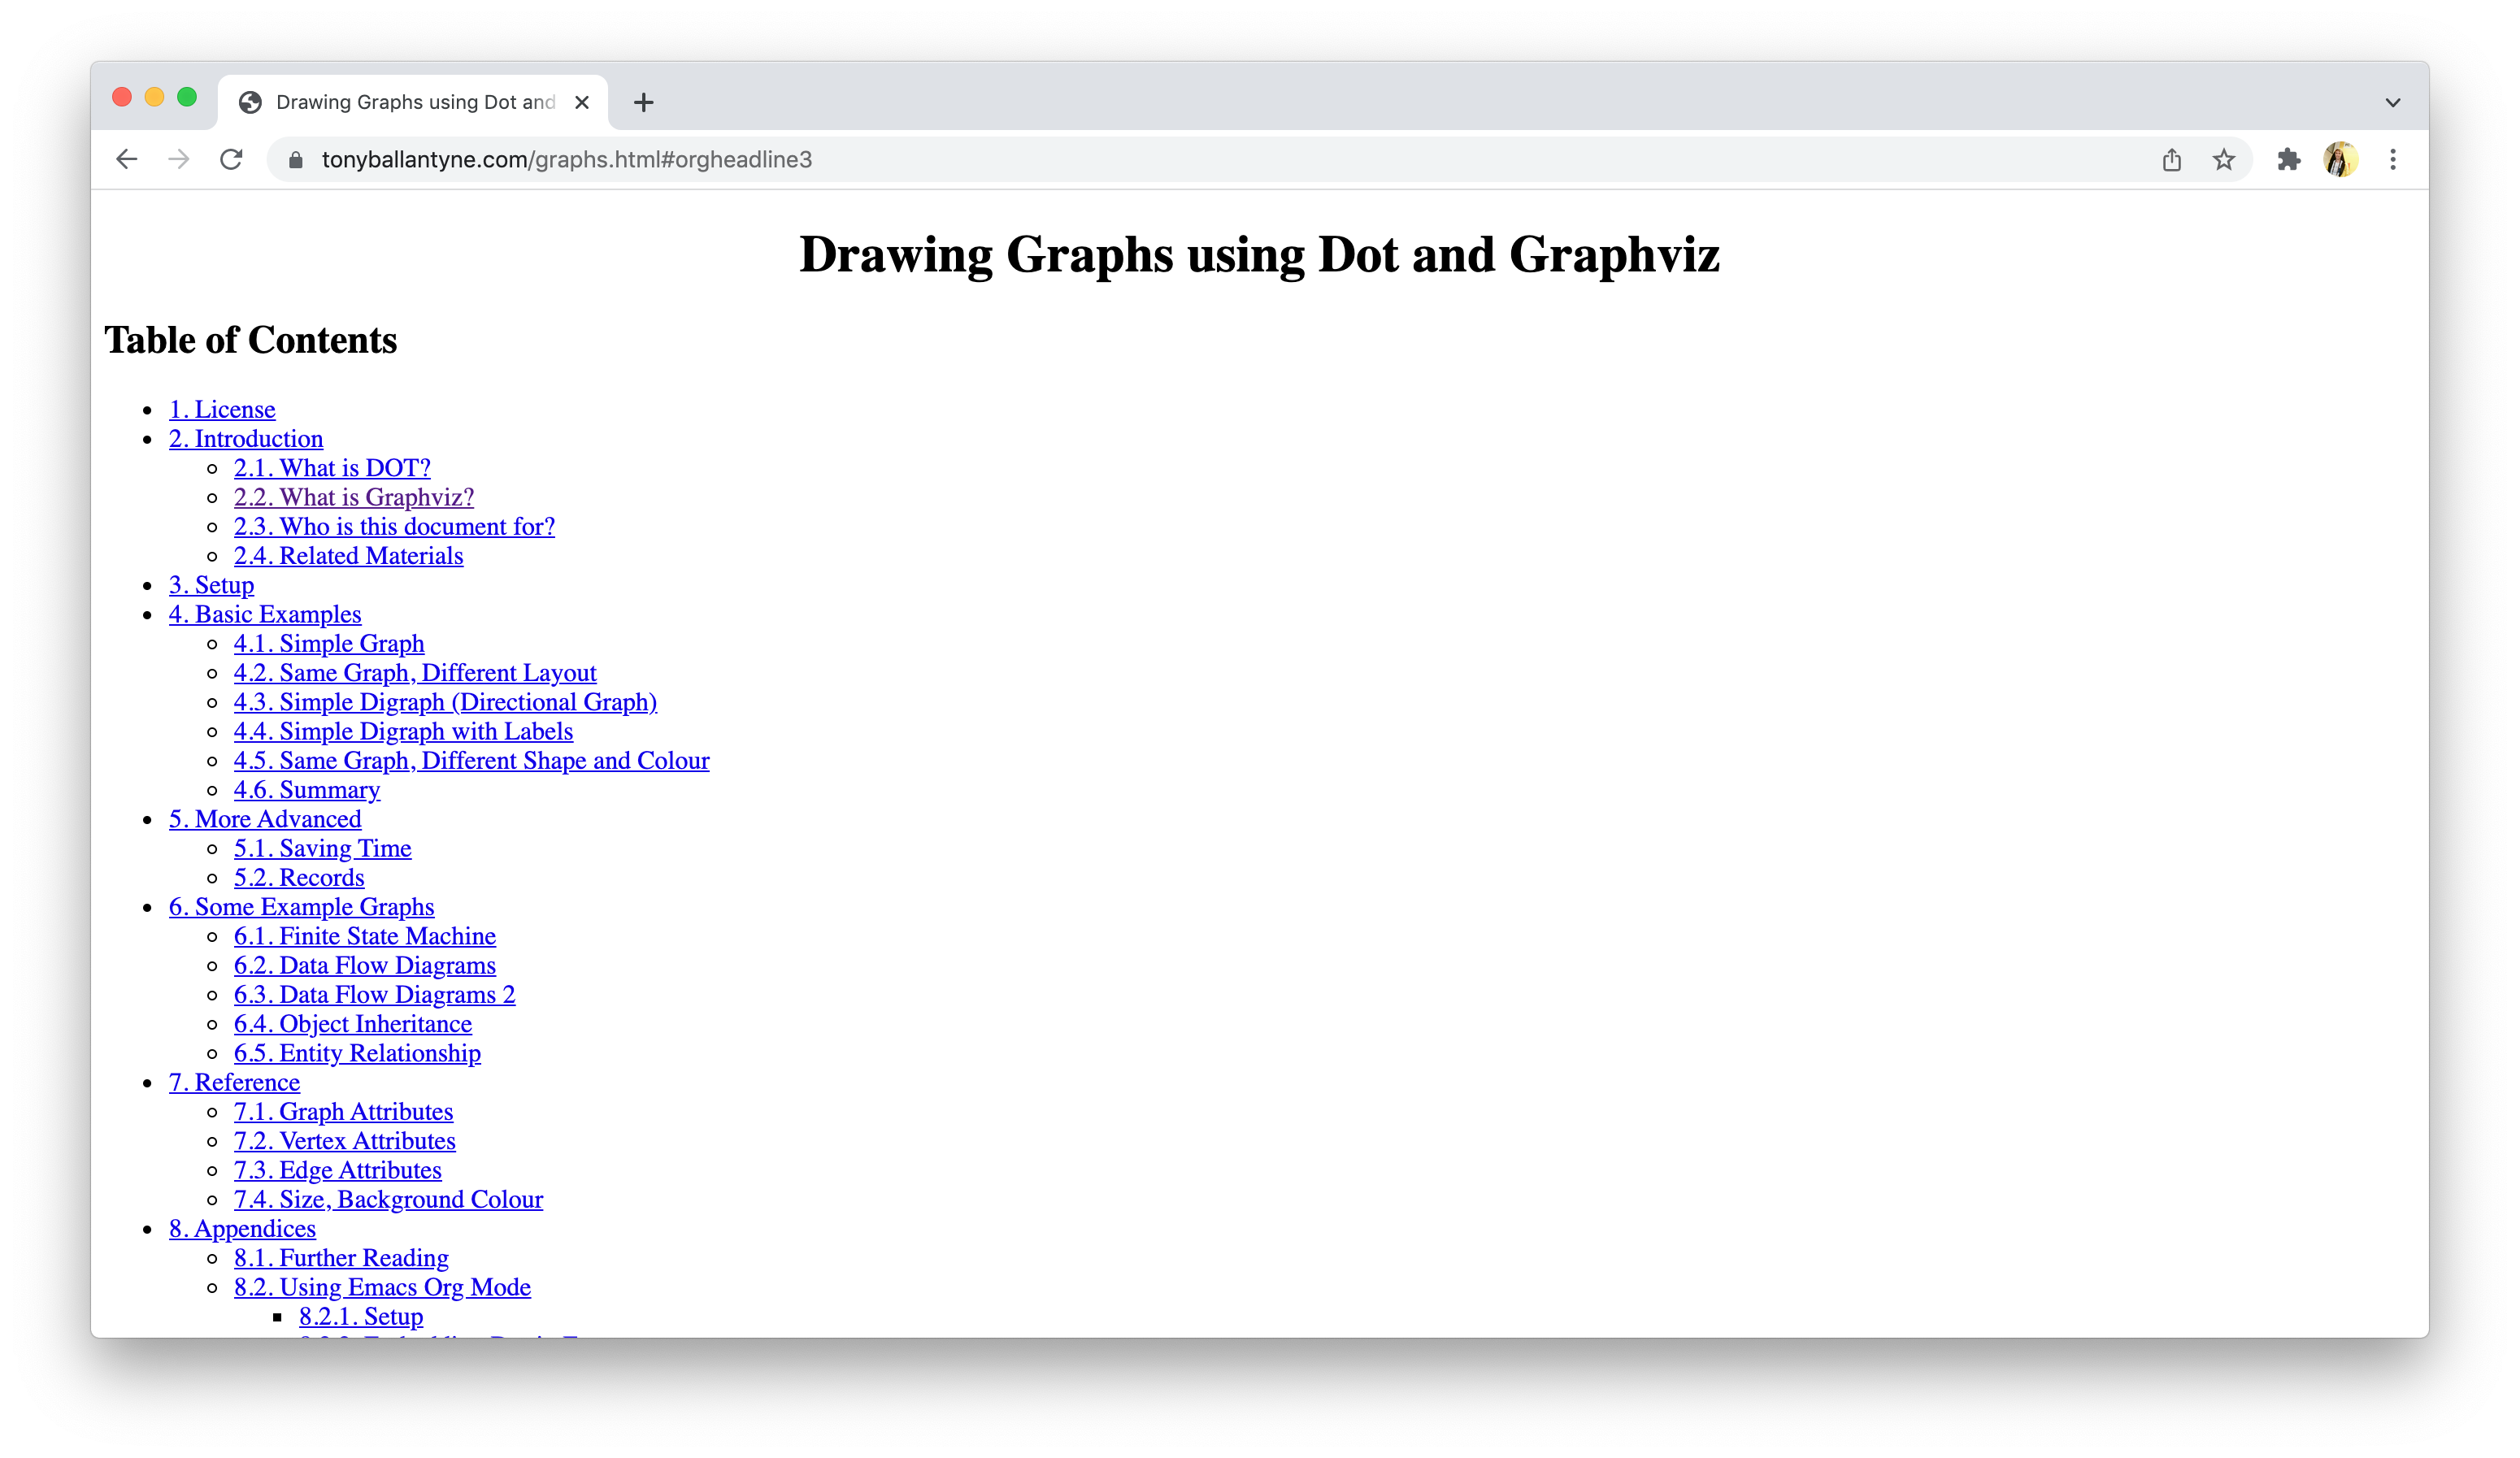 Drawing Graphs using Dot and
tonyballantyne.com/graphs.html#orgheadline3
Drawing Graphs using Dot and Graphviz
Table of Contents
1. License
2. Introduction
2.1. What is DOT?
2.2. What is Graphviz?
2.3. Who is this document for?
2.4. Related Materials
3. Setup
4. Basic Examples
4.1. Simple Graph
4.2. Same Graph, Different Layout
4.3. Simple Digraph (Directional Graph)
4.4. Simple Digraph with Labels
4.5. Same Graph, Different Shape and Colour
4.6. Summary
5. More Advanced
5.1. Saving Time
5.2. Records
6. Some Example Graphs
6.1. Finite State Machine
6.2. Data Flow Diagrams
6.3. Data Flow Diagrams 2
6.4. Object Inheritance
6.5. Entity Relationship
7. Reference
7.1. Graph Attributes
7.2. Vertex Attributes
7.3. Edge Attributes
7.4. Size, Background Colour
8. Appendices
8.1. Further Reading
8.2. Using Emacs Org Mode
8.2.1. Setup